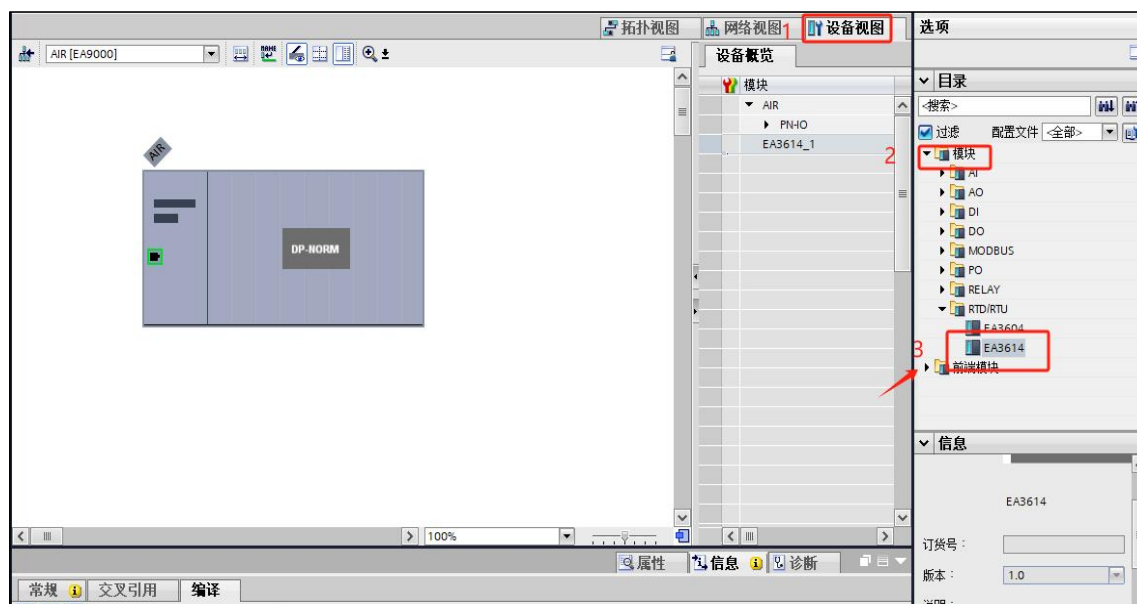 拓扑视图 网络视图 1 设备视图 选项
AIR [EA9000] 设备概览
模块 目录
AIR <搜索>
PN-IO 过滤 配置文件 <全部>
EA3614_1 2 模块
AIR AI
AO
DI
DP-NORM DO
MODBUS
PO
RELAY
RTD/RTU
EA3604
3 EA3614
前端模块
信息
EA3614
100% 订货号：
属性 信息 诊断 版本： 1.0
常规 交叉引用 编译